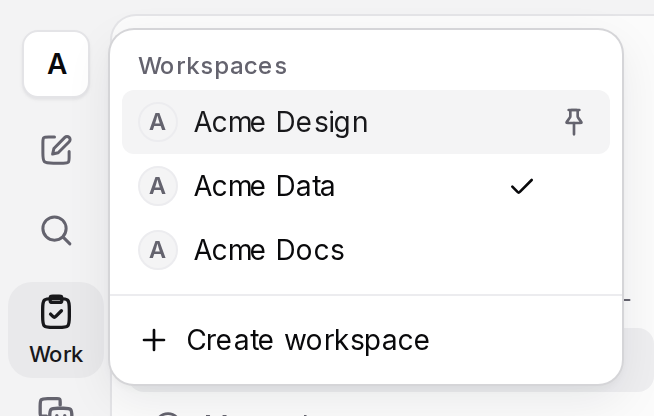 A
Workspaces
A Acme Design
A Acme Data
A Acme Docs
Create workspace
Work